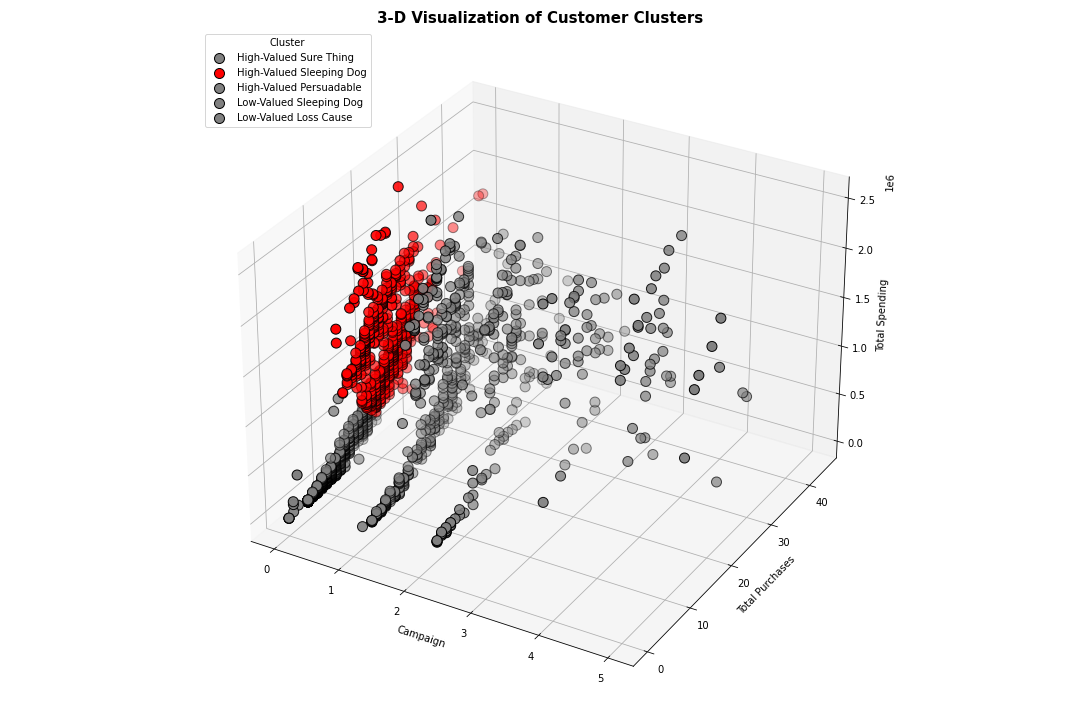 3-D Visualization of Customer Clusters
Cluster
High-Valued Sure Thing
High-Valued Sleeping Dog
High-Valued Persuadable
Low-Valued Sleeping Dog
Low-Valued Loss Cause
1e6
2.5
2.0
1.5
1.0
0.5
0.0
Total Spending
40
30
20
10
0
Total Purchases
0
1
2
3
4
5
Campaign